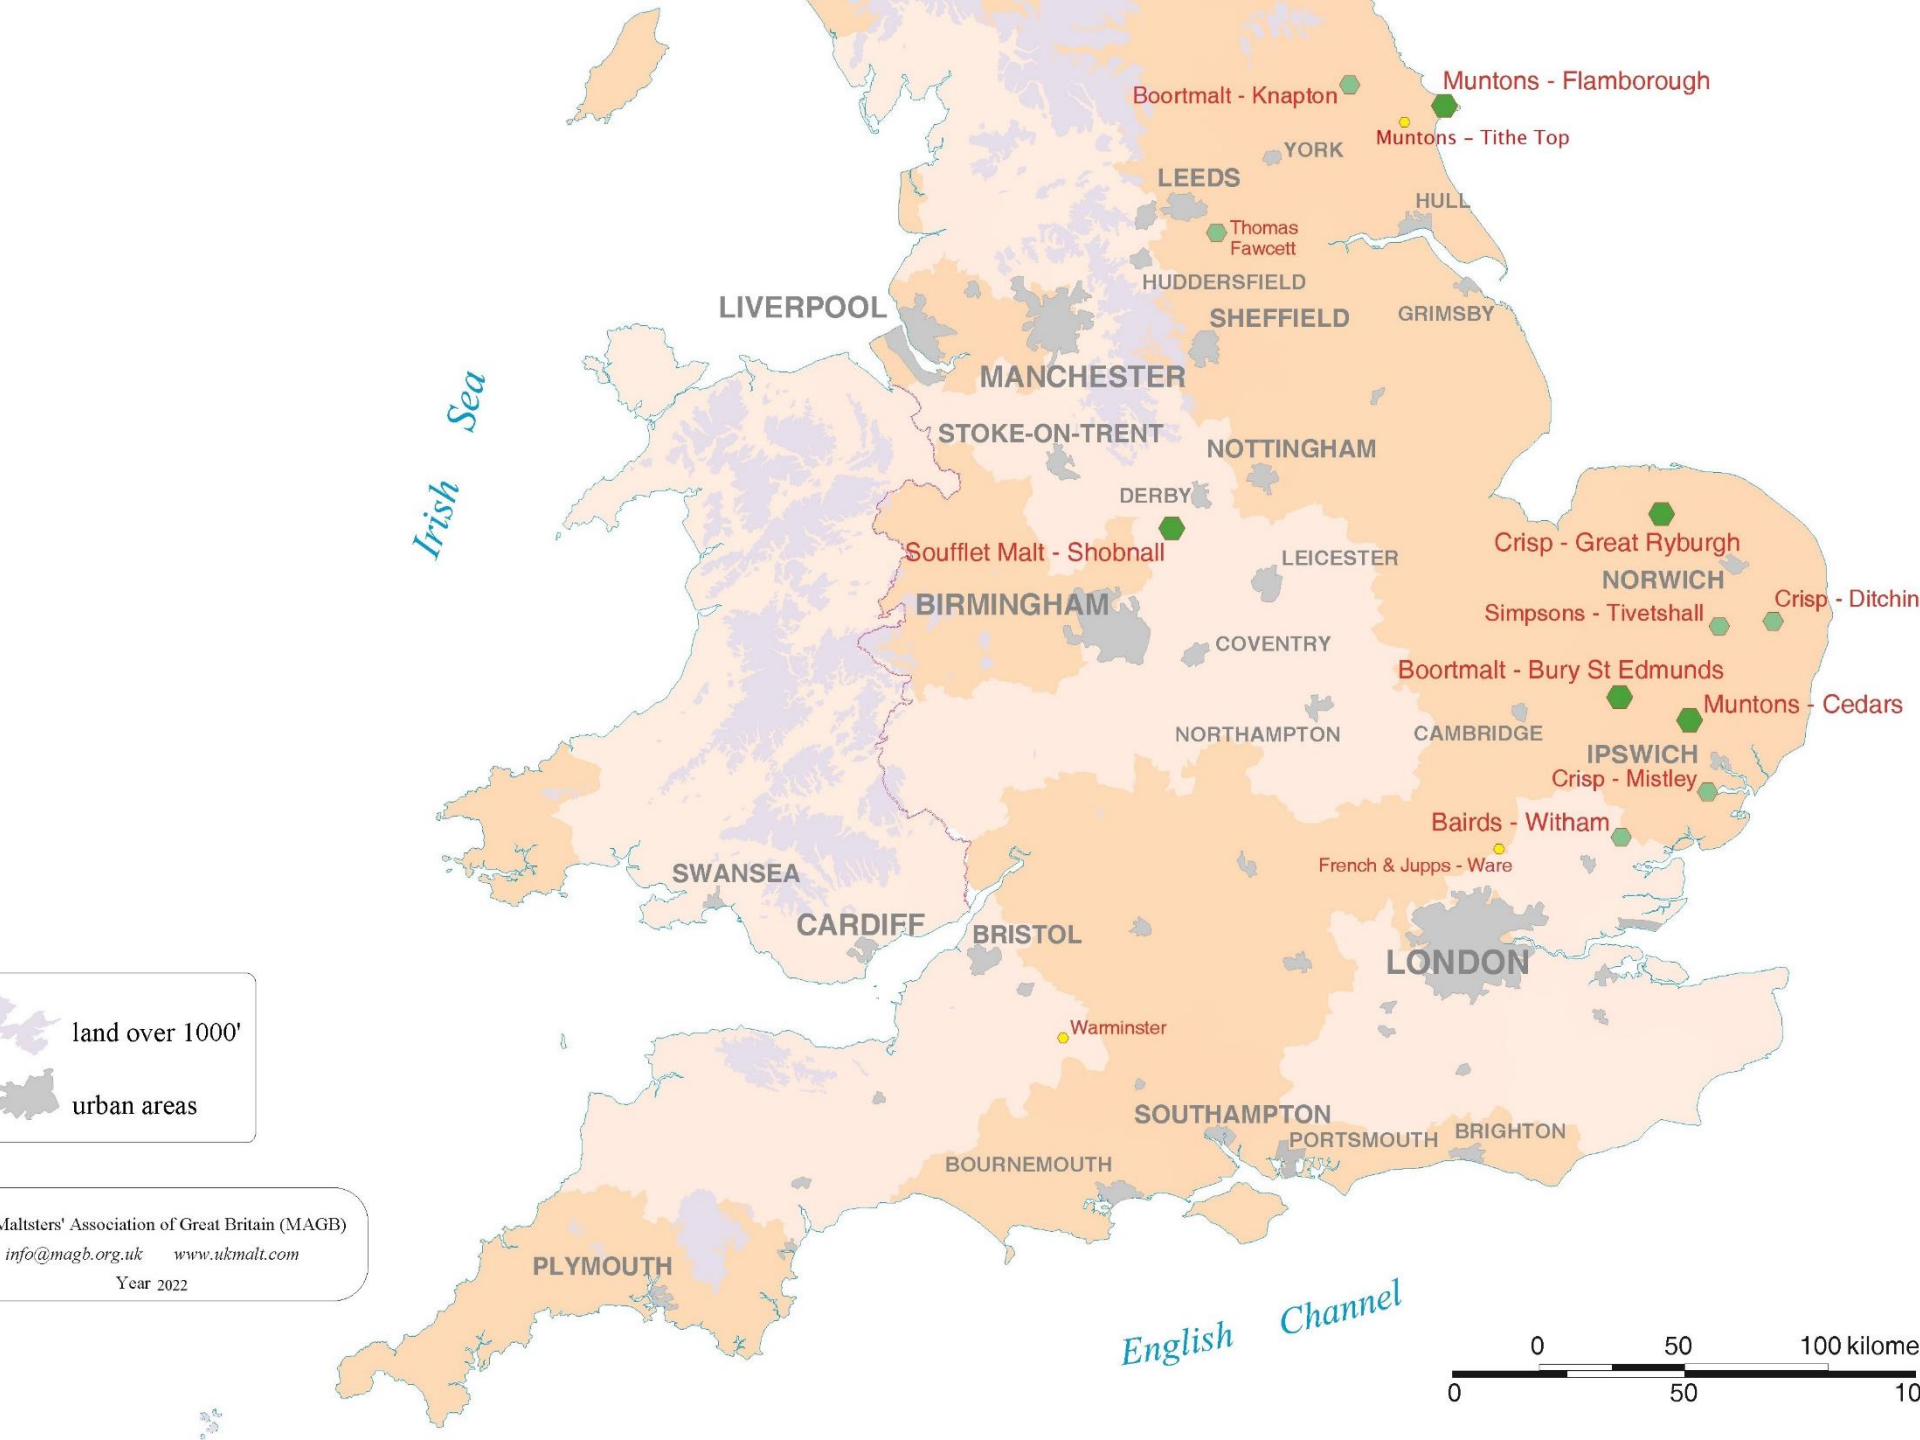 Muntons - Flamborough
Boortmalt - Knapton
Muntons - Tithe Top
YORK
LEEDS
HULL
Thomas
Fawcett
HUDDERSFIELD
LIVERPOOL
SHEFFIELD
GRIMSBY
MANCHESTER
Irish Sea
STOKE-ON-TRENT
NOTTINGHAM
DERBY
Soufflet Malt - Shobnall
LEICESTER
Crisp - Great Ryburgh
NORWICH
Crisp - Ditchin
BIRMINGHAM
Simpsons - Tivetshall
COVENTRY
Boortmalt - Bury St Edmunds
Muntons - Cedars
NORTHAMPTON
CAMBRIDGE
IPSWICH
Crisp - Mistley
Bairds - Witham
French & Jupps - Ware
SWANSEA
CARDIFF
BRISTOL
LONDON
Warminster
land over 1000'
urban areas
SOUTHAMPTON
PORTSMOUTH
BRIGHTON
BOURNEMOUTH
PLYMOUTH
Maltsters' Association of Great Britain (MAGB)
info@magb.org.uk www.ukmalt.com
Year 2022
English Channel
0 50 100 kilome
0 50 10